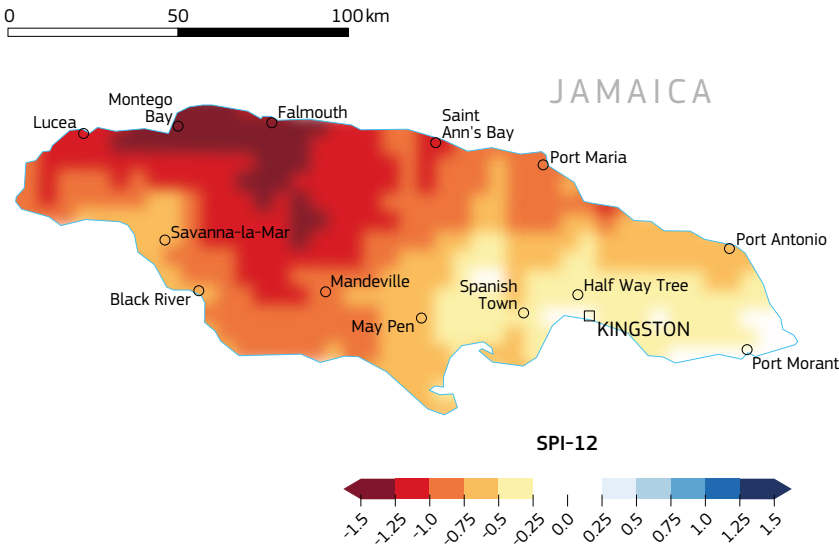 0 50 100 km
JAMAICA
Montego
Bay
Lucea
Falmouth
Saint
Ann's Bay
Port Maria
Savanna-la-Mar
Port Antonio
Black River
Mandeville
Spanish
Town
Half Way Tree
May Pen
KINGSTON
Port Morant
SPI-12
-1.5 -1.25 -1.0 -0.75 -0.5 -0.25 0.0 0.25 0.5 0.75 1.0 1.25 1.5